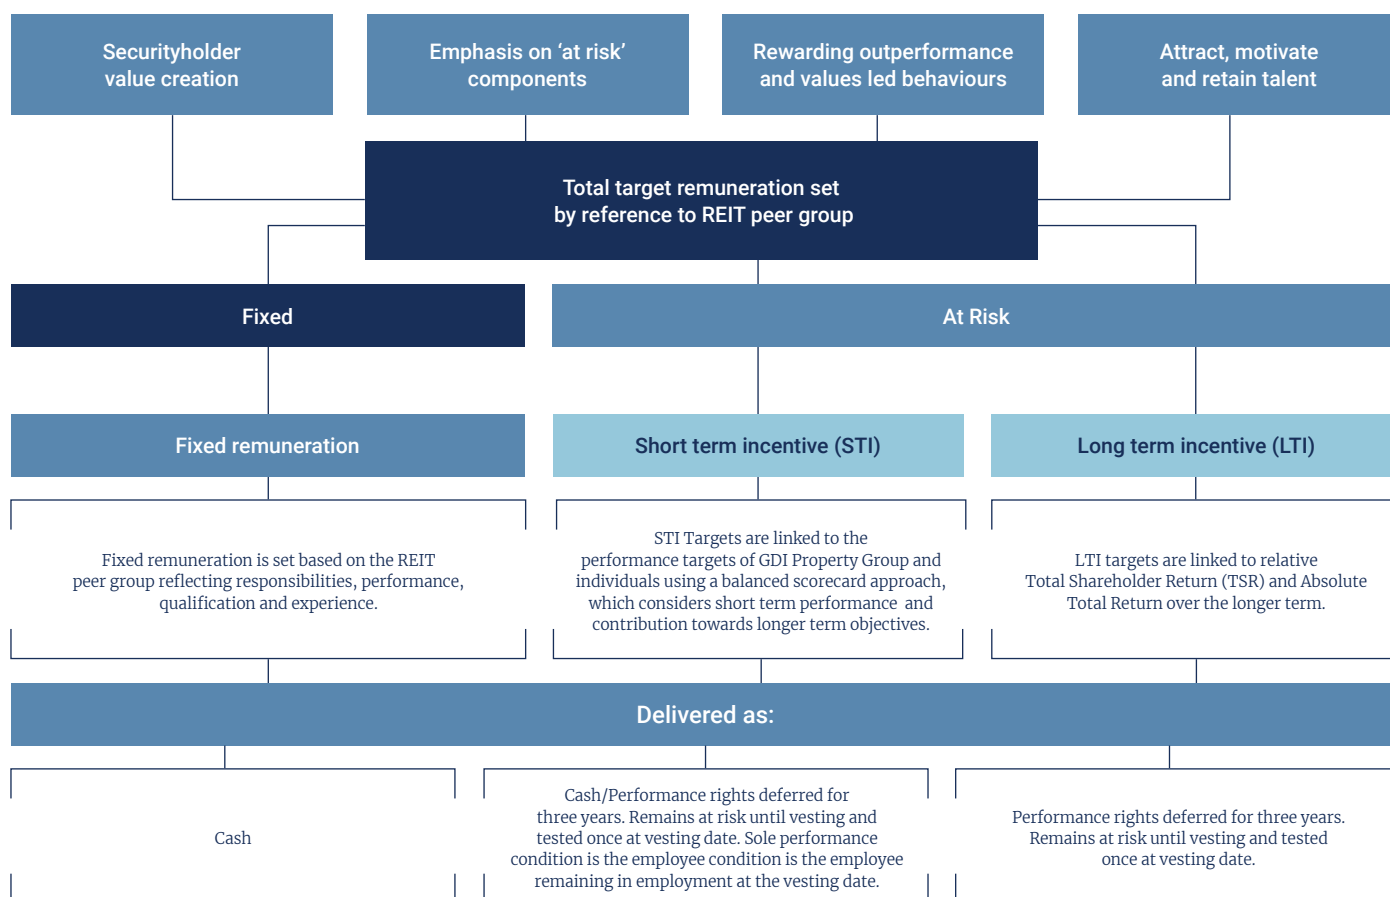 Securityholder
value creation
Emphasis on ‘at risk’
components
Rewarding outperformance
and values led behaviours
Attract, motivate
and retain talent
Total target remuneration set
by reference to REIT peer group
Fixed
At Risk
Fixed remuneration
Short term incentive (STI)
Long term incentive (LTI)
Fixed remuneration is set based on the REIT
peer group reflecting responsibilities, performance,
qualification and experience.
STI Targets are linked to the
performance targets of GDI Property Group and
individuals using a balanced scorecard approach,
which considers short term performance and
contribution towards longer term objectives.
LTI targets are linked to relative
Total Shareholder Return (TSR) and Absolute
Total Return over the longer term.
Delivered as:
Cash
Cash/Performance rights deferred for
three years. Remains at risk until vesting and
tested once at vesting date. Sole performance
condition is the employee condition is the employee
remaining in employment at the vesting date.
Performance rights deferred for three years.
Remains at risk until vesting and tested
once at vesting date.